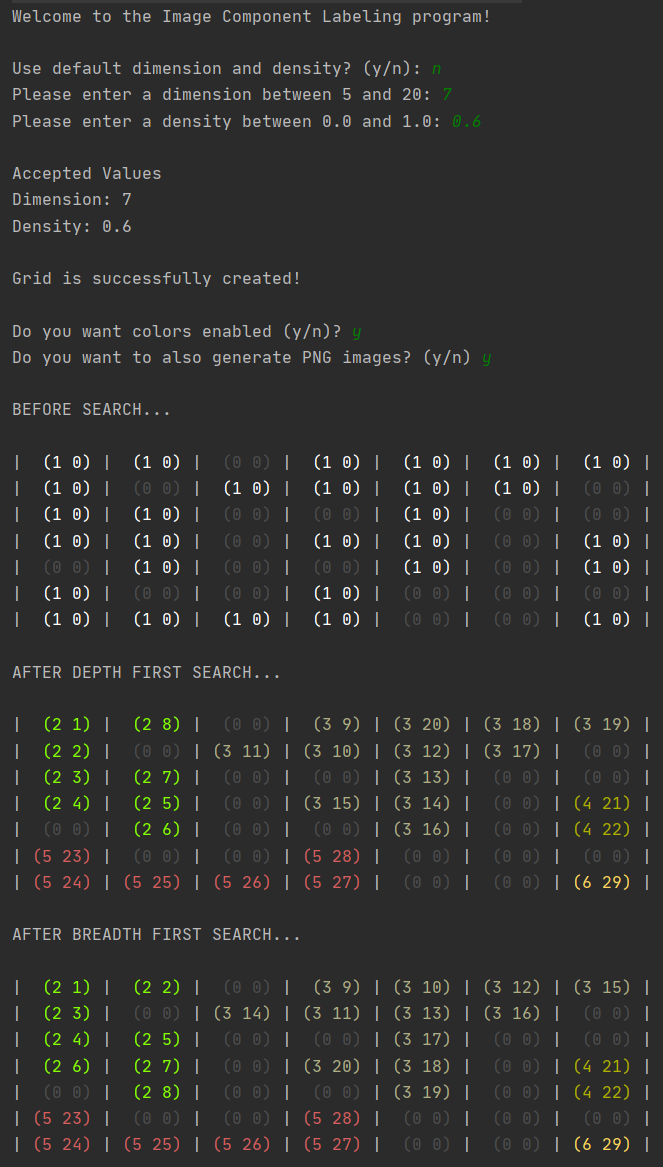 Welcome to the Image Component Labeling program!
Use default dimension and density? (y/n): n
Please enter a dimension between 5 and 20: 7
Please enter a density between 0.0 and 1.0: 0.6
Accepted Values
Dimension: 7
Density: 0.6
Grid is successfully created!
Do you want colors enabled (y/n)? y
Do you want to also generate PNG images? (y/n) y
BEFORE SEARCH...
|  (1 0) |  (1 0) |  (0 0) |  (1 0) |  (1 0) |  (1 0) |  (1 0) |
|  (1 0) |  (0 0) |  (1 0) |  (1 0) |  (1 0) |  (1 0) |  (0 0) |
|  (1 0) |  (1 0) |  (0 0) |  (0 0) |  (1 0) |  (0 0) |  (0 0) |
|  (1 0) |  (1 0) |  (0 0) |  (1 0) |  (1 0) |  (0 0) |  (1 0) |
|  (0 0) |  (1 0) |  (0 0) |  (0 0) |  (1 0) |  (0 0) |  (1 0) |
|  (1 0) |  (0 0) |  (0 0) |  (1 0) |  (0 0) |  (0 0) |  (0 0) |
|  (1 0) |  (1 0) |  (1 0) |  (1 0) |  (0 0) |  (0 0) |  (1 0) |
AFTER DEPTH FIRST SEARCH...
|  (2 1) |  (2 8) |  (0 0) |  (3 9) | (3 20) | (3 18) | (3 19) |
|  (2 2) |  (0 0) | (3 11) | (3 10) | (3 12) | (3 17) |  (0 0) |
|  (2 3) |  (2 7) |  (0 0) |  (0 0) | (3 13) |  (0 0) |  (0 0) |
|  (2 4) |  (2 5) |  (0 0) | (3 15) | (3 14) |  (0 0) | (4 21) |
|  (0 0) |  (2 6) |  (0 0) |  (0 0) | (3 16) |  (0 0) | (4 22) |
| (5 23) |  (0 0) |  (0 0) | (5 28) |  (0 0) |  (0 0) |  (0 0) |
| (5 24) | (5 25) | (5 26) | (5 27) |  (0 0) |  (0 0) | (6 29) |
AFTER BREADTH FIRST SEARCH...
|  (2 1) |  (2 2) |  (0 0) |  (3 9) | (3 10) | (3 12) | (3 15) |
|  (2 3) |  (0 0) | (3 14) | (3 11) | (3 13) | (3 16) |  (0 0) |
|  (2 4) |  (2 5) |  (0 0) |  (0 0) | (3 17) |  (0 0) |  (0 0) |
|  (2 6) |  (2 7) |  (0 0) | (3 20) | (3 18) |  (0 0) | (4 21) |
|  (0 0) |  (2 8) |  (0 0) |  (0 0) | (3 19) |  (0 0) | (4 22) |
| (5 23) |  (0 0) |  (0 0) | (5 28) |  (0 0) |  (0 0) |  (0 0) |
| (5 24) | (5 25) | (5 26) | (5 27) |  (0 0) |  (0 0) | (6 29) |